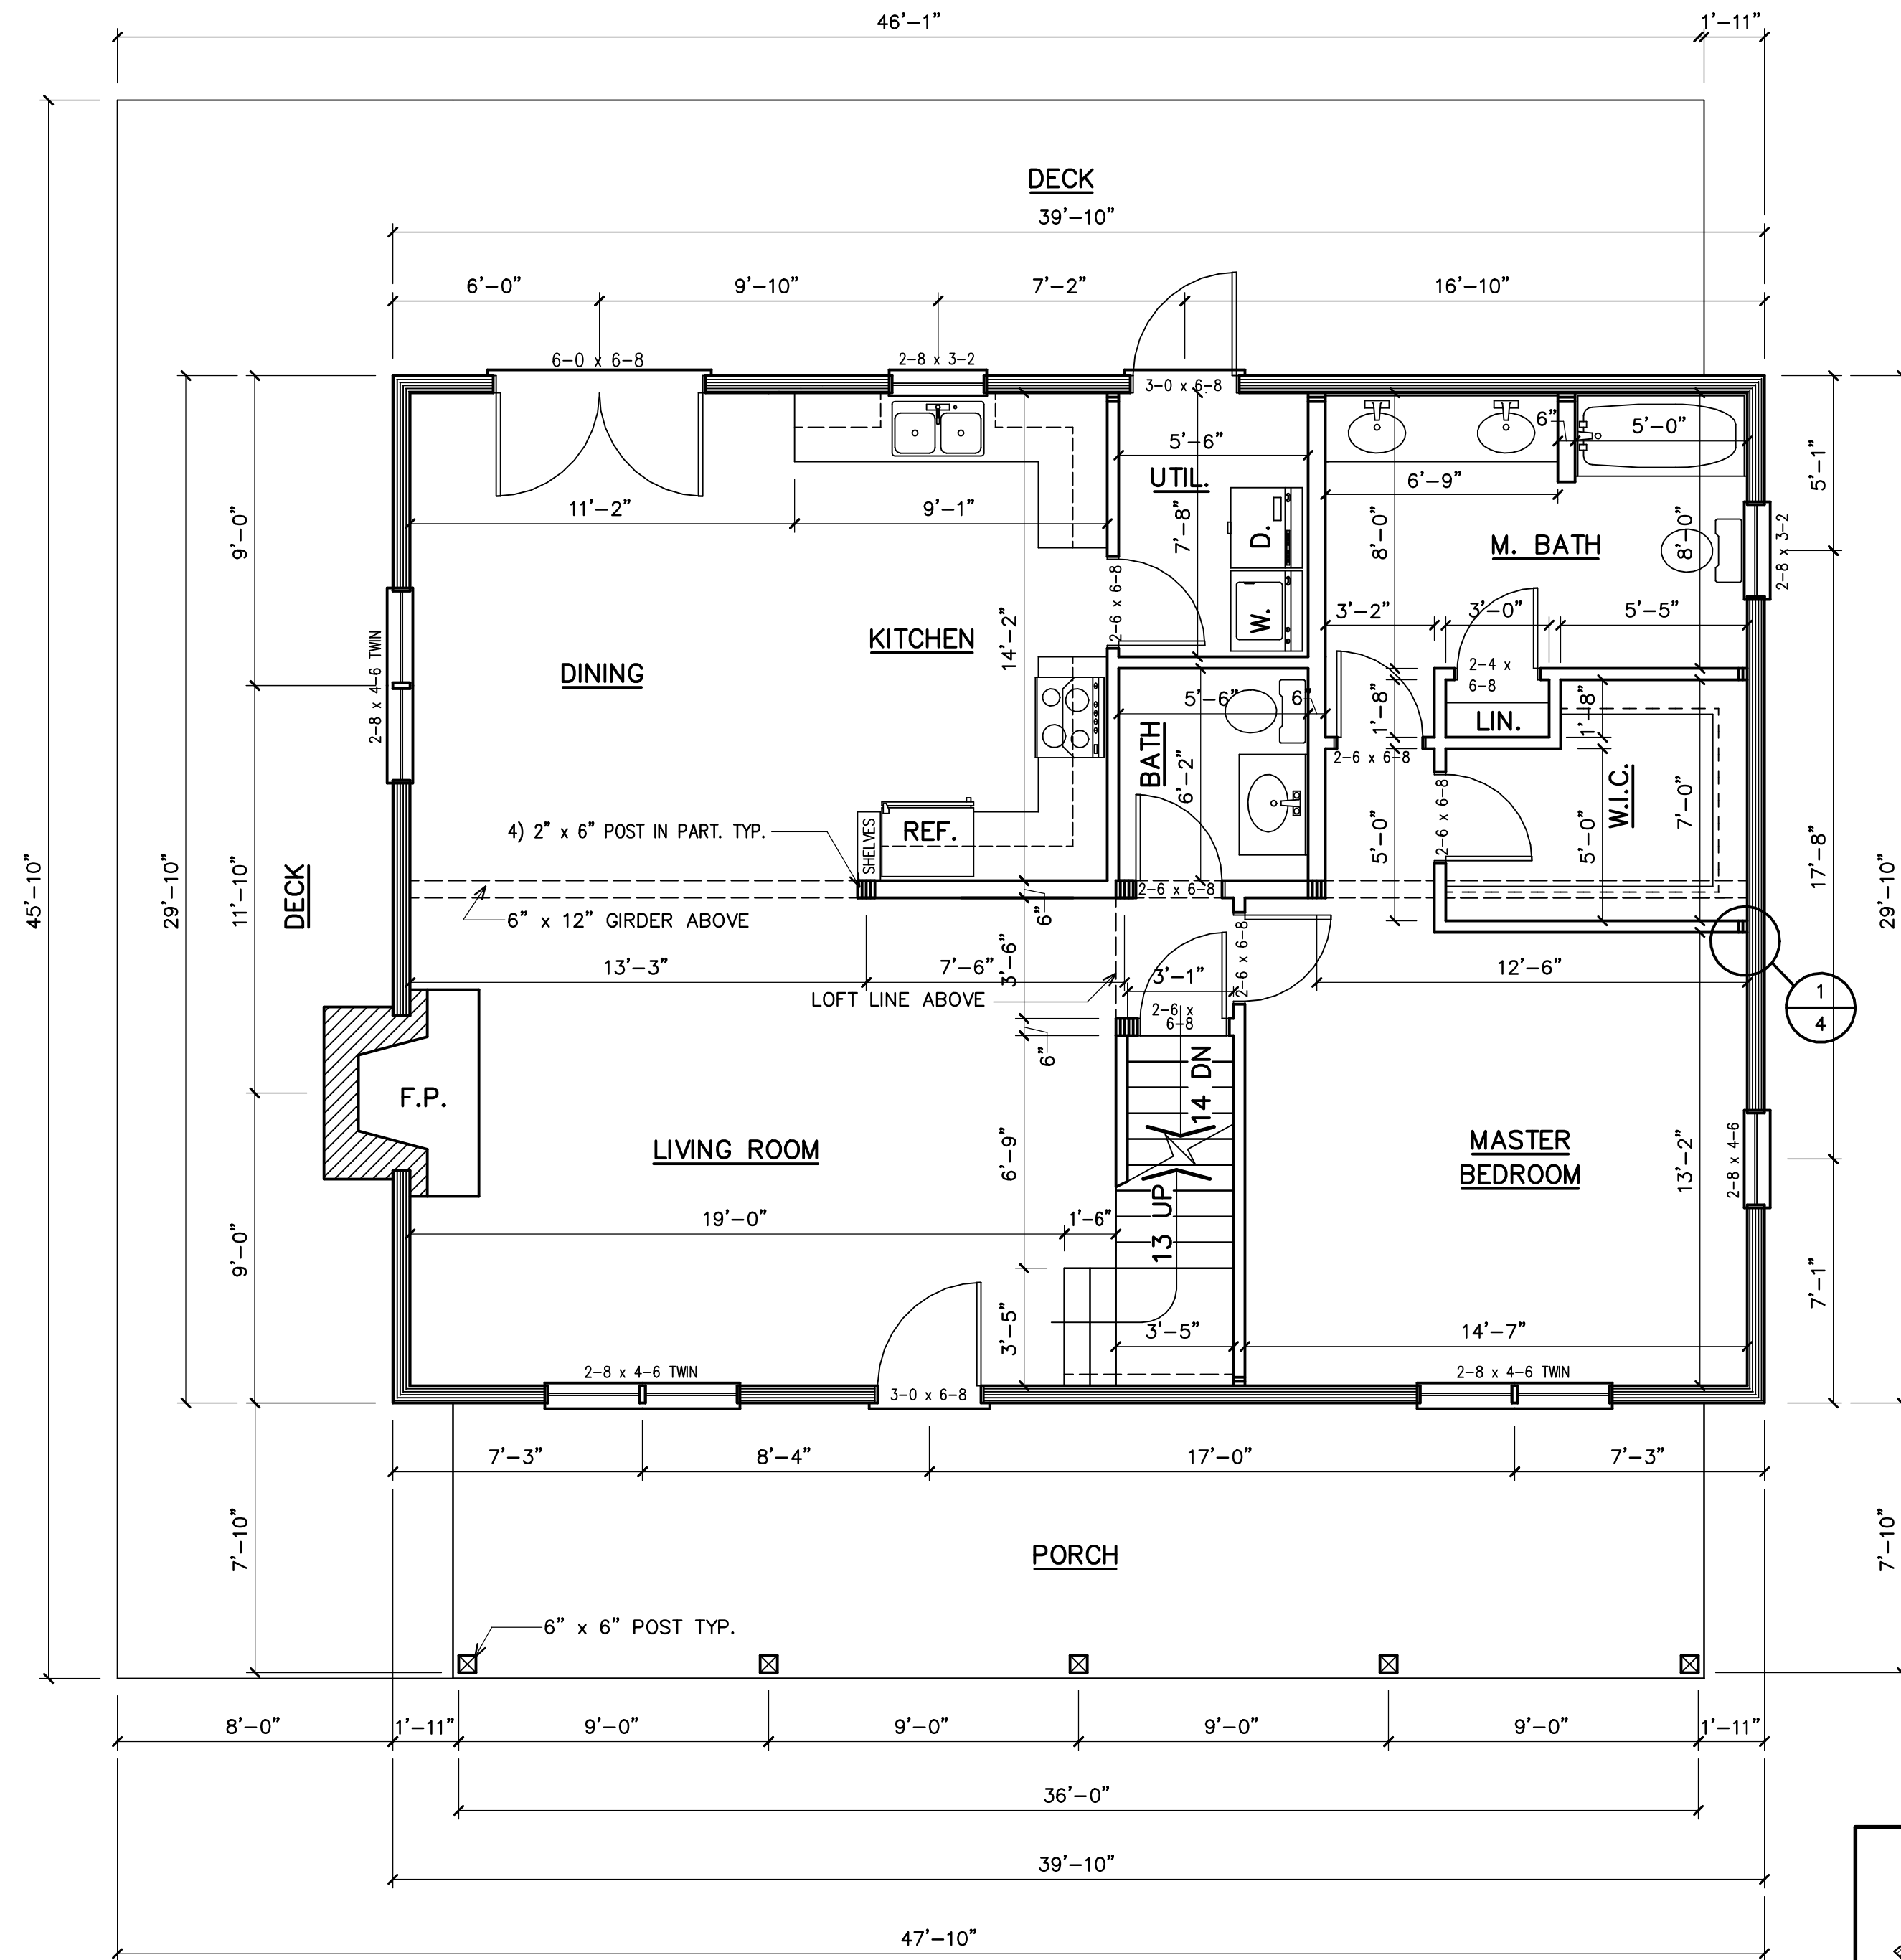 46'-1"
1'-11"
DECK
39'-10"
6'-0"
9'-10"
7'-2"
16'-10"
6-0 x 6-8
2-8 x 3-2
3-0 x 6-8
6"
5'-0"
5'-6"
UTIL.
6'-9"
11'-2"
9'-1"
7'-8"
D.
8'-0"
M. BATH
8'-0"
2-8 x 3-2
5'-1"
9'-0"
2-6 x 6-8
W.
3'-2"
3'-0"
5'-5"
KITCHEN
14'-2"
DINING
2-8 x 4-6 TWIN
2-4 x
6-8
5'-6"
6"
1'-8"
LIN.
1'-8"
BATH
6'-2"
2-6 x 6-8
W.I.C.
7'-0"
2-6 x 6-8
5'-0"
5'-0"
4) 2" x 6" POST IN PART. TYP.
SHELVES
REF.
45'-10"
29'-10"
11'-10"
DECK
17'-8"
29'-10"
2-6 x 6-8
6" x 12" GIRDER ABOVE
6"
13'-3"
7'-6"
3'-6"
3'-1"
2-6 x 6-8
12'-6"
LOFT LINE ABOVE
2-6 x
6-8
1
4
6"
14 DN
F.P.
LIVING ROOM
6'-9"
MASTER
BEDROOM
13'-2"
2-8 x 4-6
13 UP
19'-0"
1'-6"
9'-0"
7'-1"
3'-5"
3'-5"
14'-7"
2-8 x 4-6 TWIN
3-0 x 6-8
2-8 x 4-6 TWIN
7'-3"
8'-4"
17'-0"
7'-3"
7'-10"
PORCH
7'-10"
6" x 6" POST TYP.
8'-0"
1'-11"
9'-0"
9'-0"
9'-0"
9'-0"
1'-11"
36'-0"
39'-10"
47'-10"